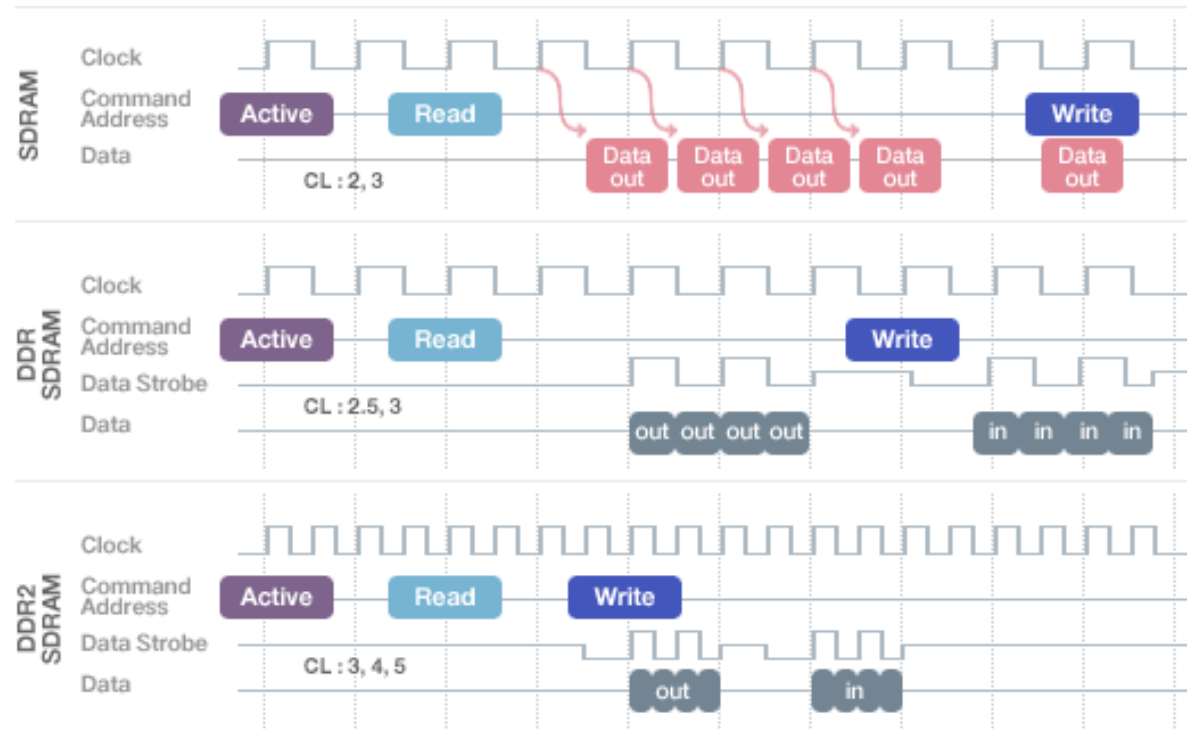 SDRAM
Clock
Command
Address
Active
Read
Write
Data
Data
out
Data
out
Data
out
Data
out
Data
out
CL : 2, 3
DDR
SDRAM
Clock
Command
Address
Active
Read
Write
Data Strobe
CL : 2.5, 3
Data
out out out out
in in in in
DDR2
SDRAM
Clock
Command
Address
Active
Read
Write
Data Strobe
CL : 3, 4, 5
Data
out
in